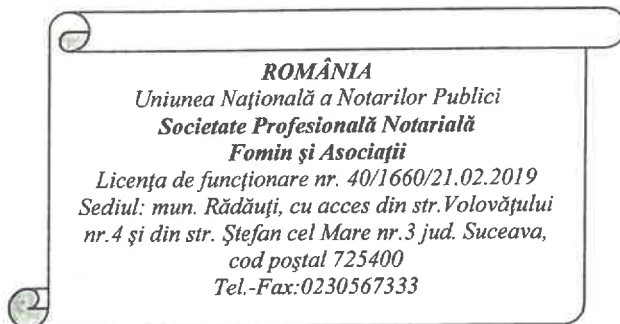 ROMÂNIA
Uniunea Naţională a Notarilor Publici
Societate Profesională Notarială
Fomin şi Asociaţii
Licenţa de funcţionare nr. 40/1660/21.02.2019
Sediul: mun. Rădăuţi, cu acces din str.Volovăţului
nr.4 şi din str. Ştefan cel Mare nr.3 jud. Suceava,
cod poştal 725400
Tel.-Fax:0230567333